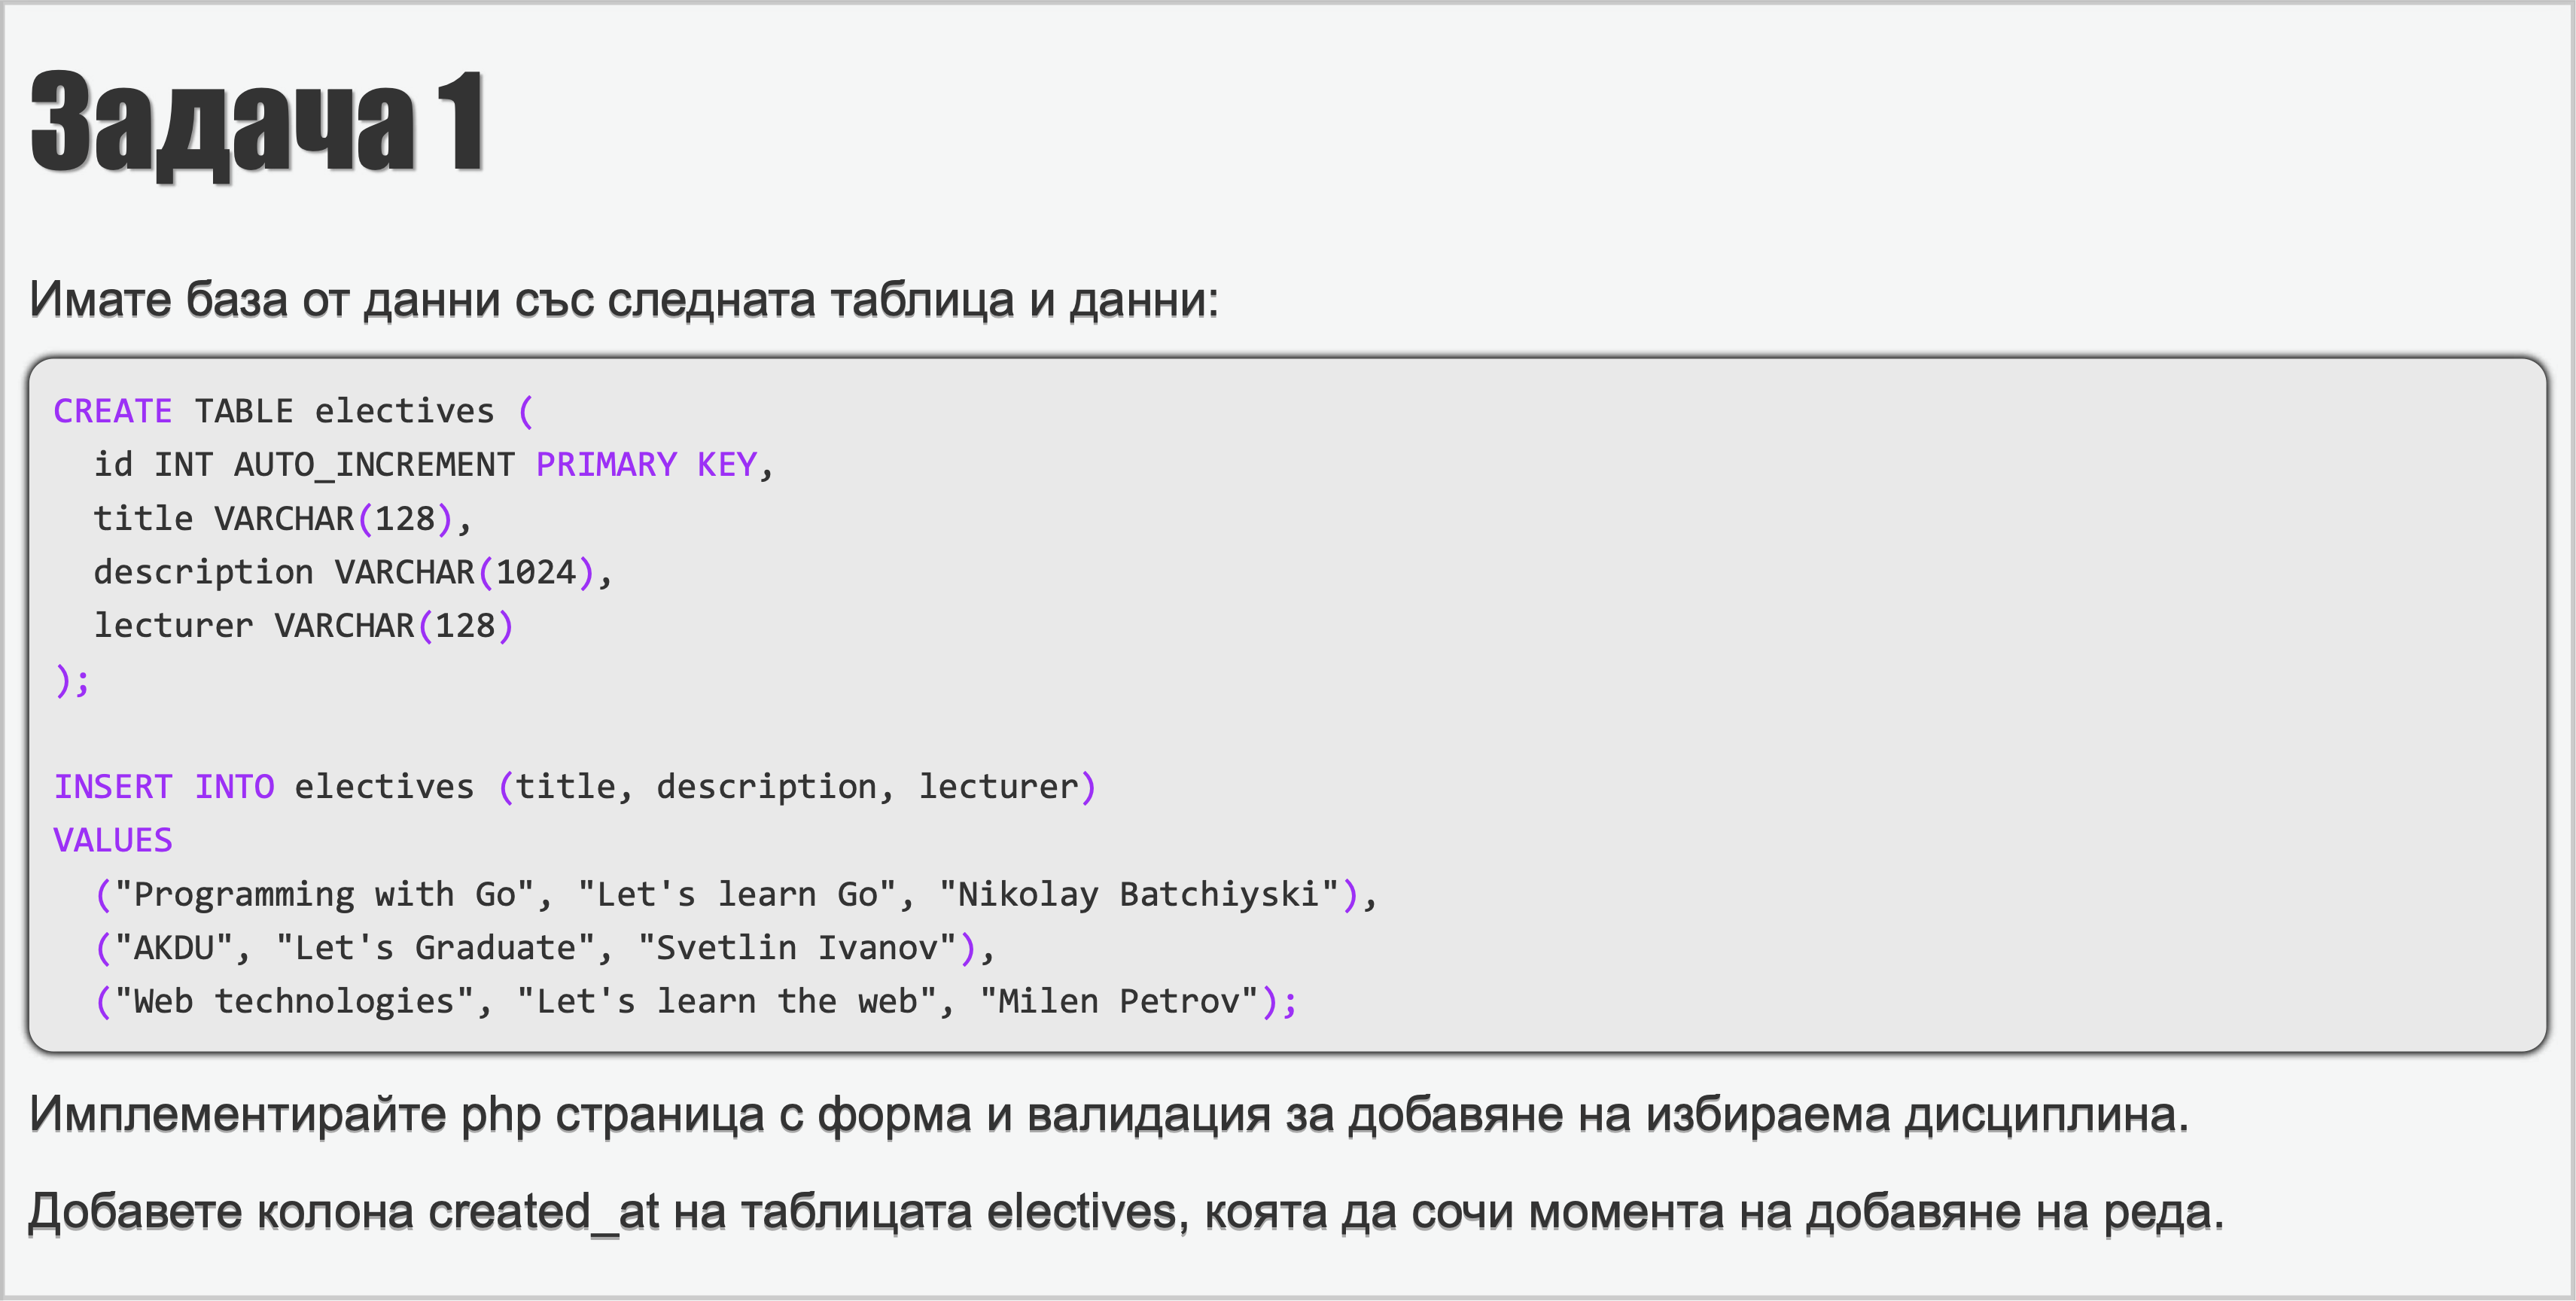 Задача 1
Имате база от данни със следната таблица и данни:
CREATE TABLE electives (
  id INT AUTO_INCREMENT PRIMARY KEY,
  title VARCHAR(128),
  description VARCHAR(1024),
  lecturer VARCHAR(128)
);
INSERT INTO electives (title, description, lecturer)
VALUES
  ("Programming with Go", "Let's learn Go", "Nikolay Batchiyski"),
  ("AKDU", "Let's Graduate", "Svetlin Ivanov"),
  ("Web technologies", "Let's learn the web", "Milen Petrov");
Имплементирайте php страница с форма и валидация за добавяне на избираема дисциплина.
Добавете колона created_at на таблицата electives, която да сочи момента на добавяне на реда.